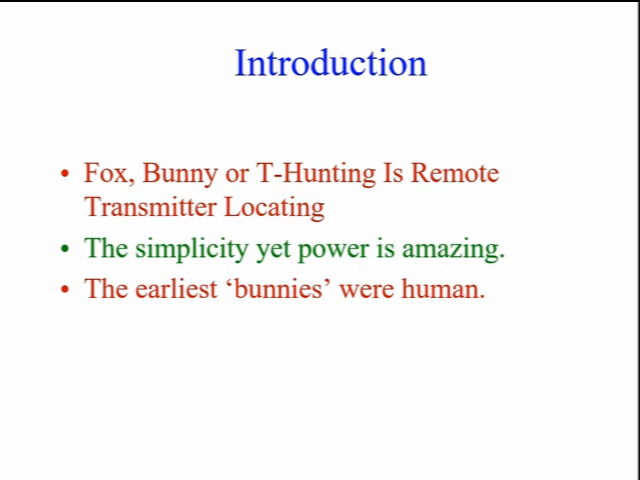 Introduction
• Fox, Bunny or T-Hunting Is Remote
Transmitter Locating
• The simplicity yet power is amazing.
• The earliest ‘bunnies’ were human.